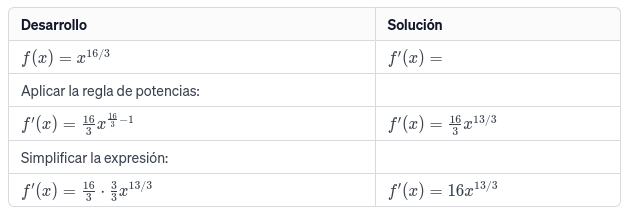 Desarrollo Solución
f(x) = x^{16/3} f'(x) =
Aplicar la regla de potencias:
f'(x) = \frac{16}{3}x^{\frac{16}{3}-1} f'(x) = \frac{16}{3}x^{13/3}
Simplificar la expresión:
f'(x) = \frac{16}{3} · \frac{3}{3}x^{13/3} f'(x) = 16x^{13/3}